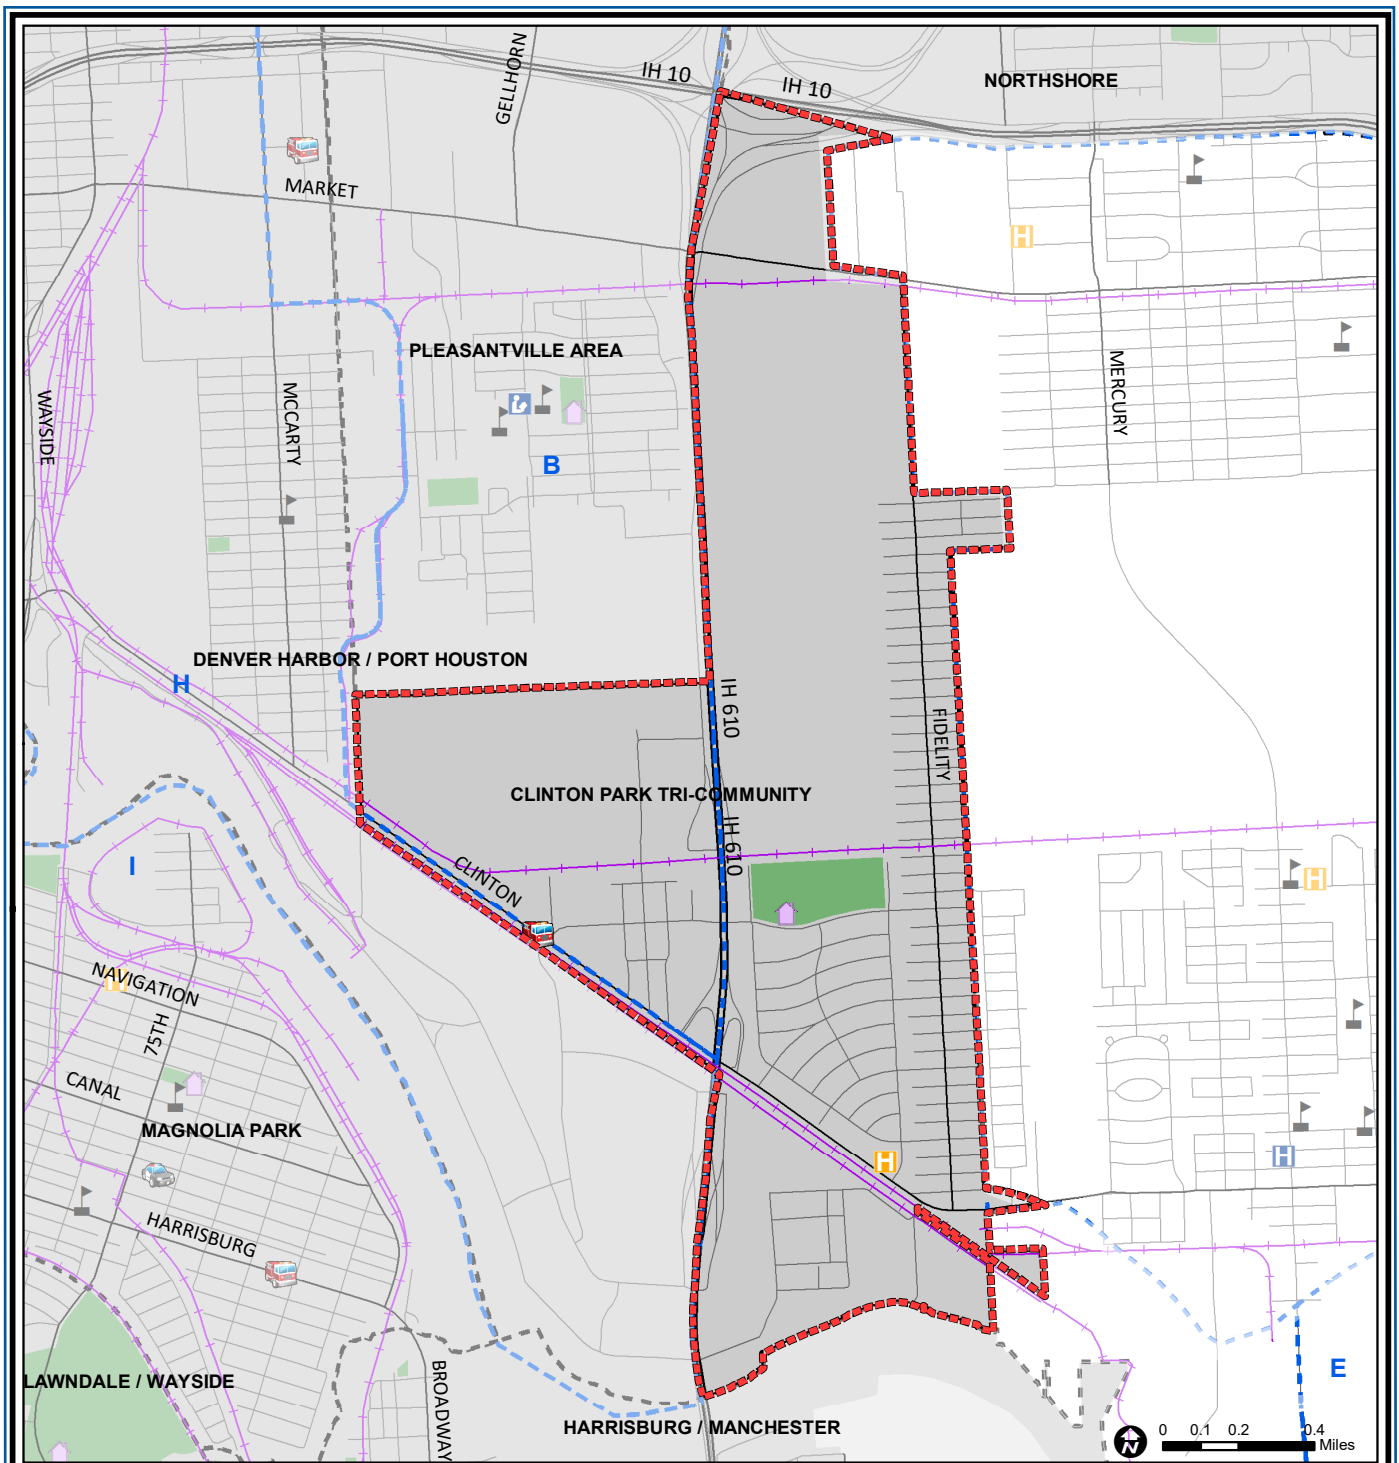 IH 10
IH 10
NORTHSHORE
GELLHORN
MARKET
PLEASANTVILLE AREA
MERCURY
WAYSIDE
MCCARTY
B
DENVER HARBOR / PORT HOUSTON
H
IH 610
FIDELITY
CLINTON PARK TRI-COMMUNITY
IH 610
I
CLINTON
H
H
NAVIGATION
75TH
CANAL
MAGNOLIA PARK
H
H
HARRISBURG
H
E
LAWNDALE / WAYSIDE
BROADWAY
HARRISBURG / MANCHESTER
N
0 0.1 0.2 0.4
Miles